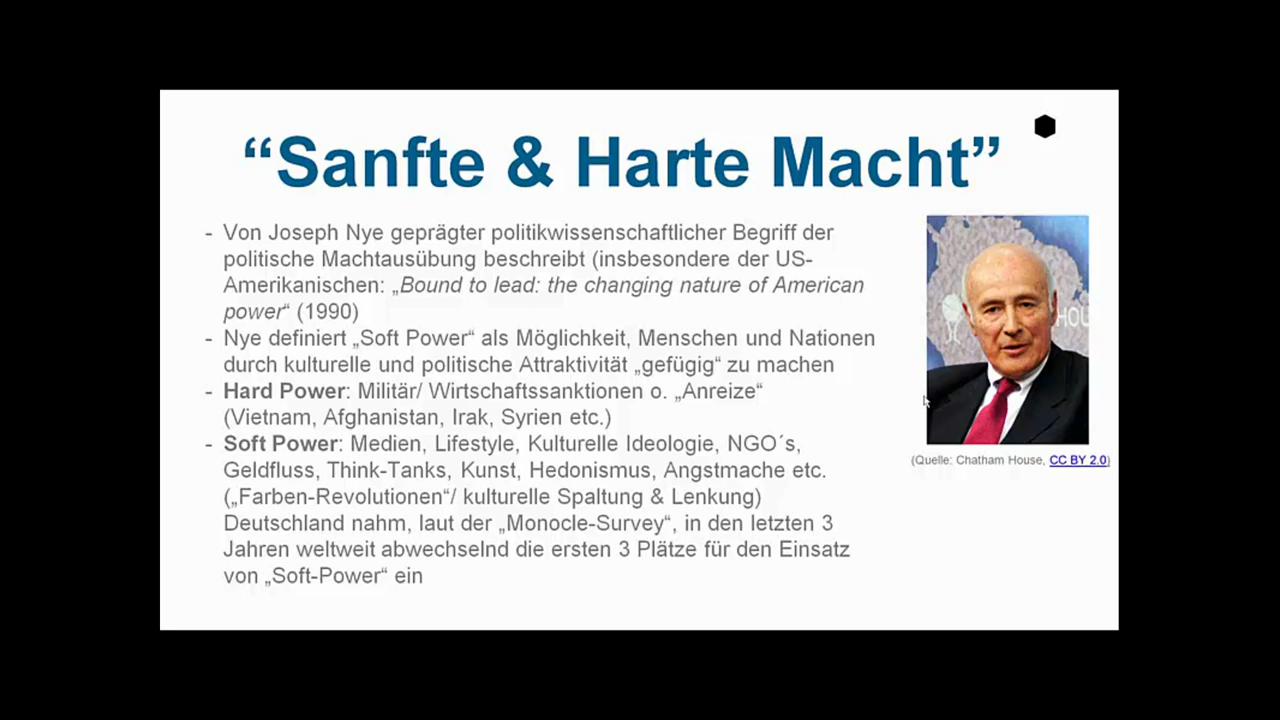 “Sanfte & Harte Macht”
- Von Joseph Nye geprägter politikwissenschaftlicher Begriff der
politische Machtausübung beschreibt (insbesondere der US-
Amerikanischen: „Bound to lead: the changing nature of American
power“ (1990)
- Nye definiert „Soft Power“ als Möglichkeit, Menschen und Nationen
durch kulturelle und politische Attraktivität „gefügig“ zu machen
- Hard Power: Militär/ Wirtschaftssanktionen o. „Anreize“
(Vietnam, Afghanistan, Irak, Syrien etc.)
- Soft Power: Medien, Lifestyle, Kulturelle Ideologie, NGO´s,
Geldfluss, Think-Tanks, Kunst, Hedonismus, Angstmache etc.
(„Farben-Revolutionen“/ kulturelle Spaltung & Lenkung)
Deutschland nahm, laut der „Monocle-Survey“, in den letzten 3
Jahren weltweit abwechselnd die ersten 3 Plätze für den Einsatz
von „Soft-Power“ ein
HOU
(Quelle: Chatham House, CC BY 2.0)